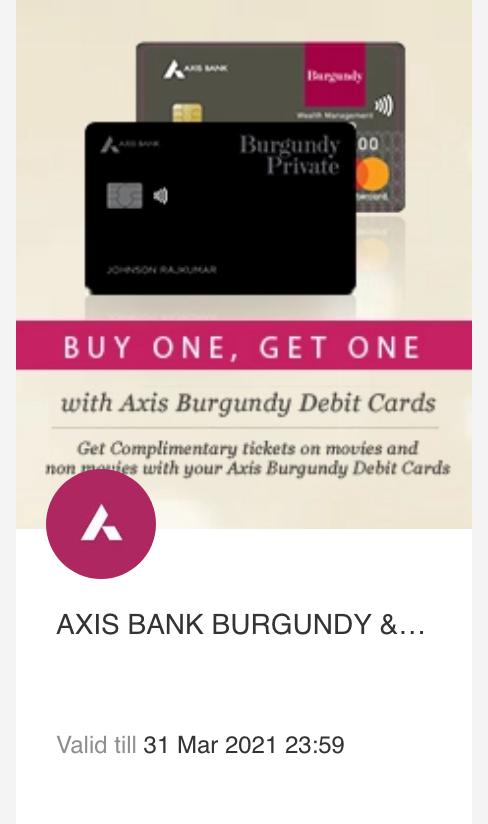 AXIS BANK
Burgundy
Wealth Management
AXIS BANK
Burgundy
Private
00
JOHNSON RAJKUMAR
BUY ONE, GET ONE
with Axis Burgundy Debit Cards
Get Complimentary tickets on movies and
non movies with your Axis Burgundy Debit Cards
AXIS BANK BURGUNDY &...
Valid till 31 Mar 2021 23:59